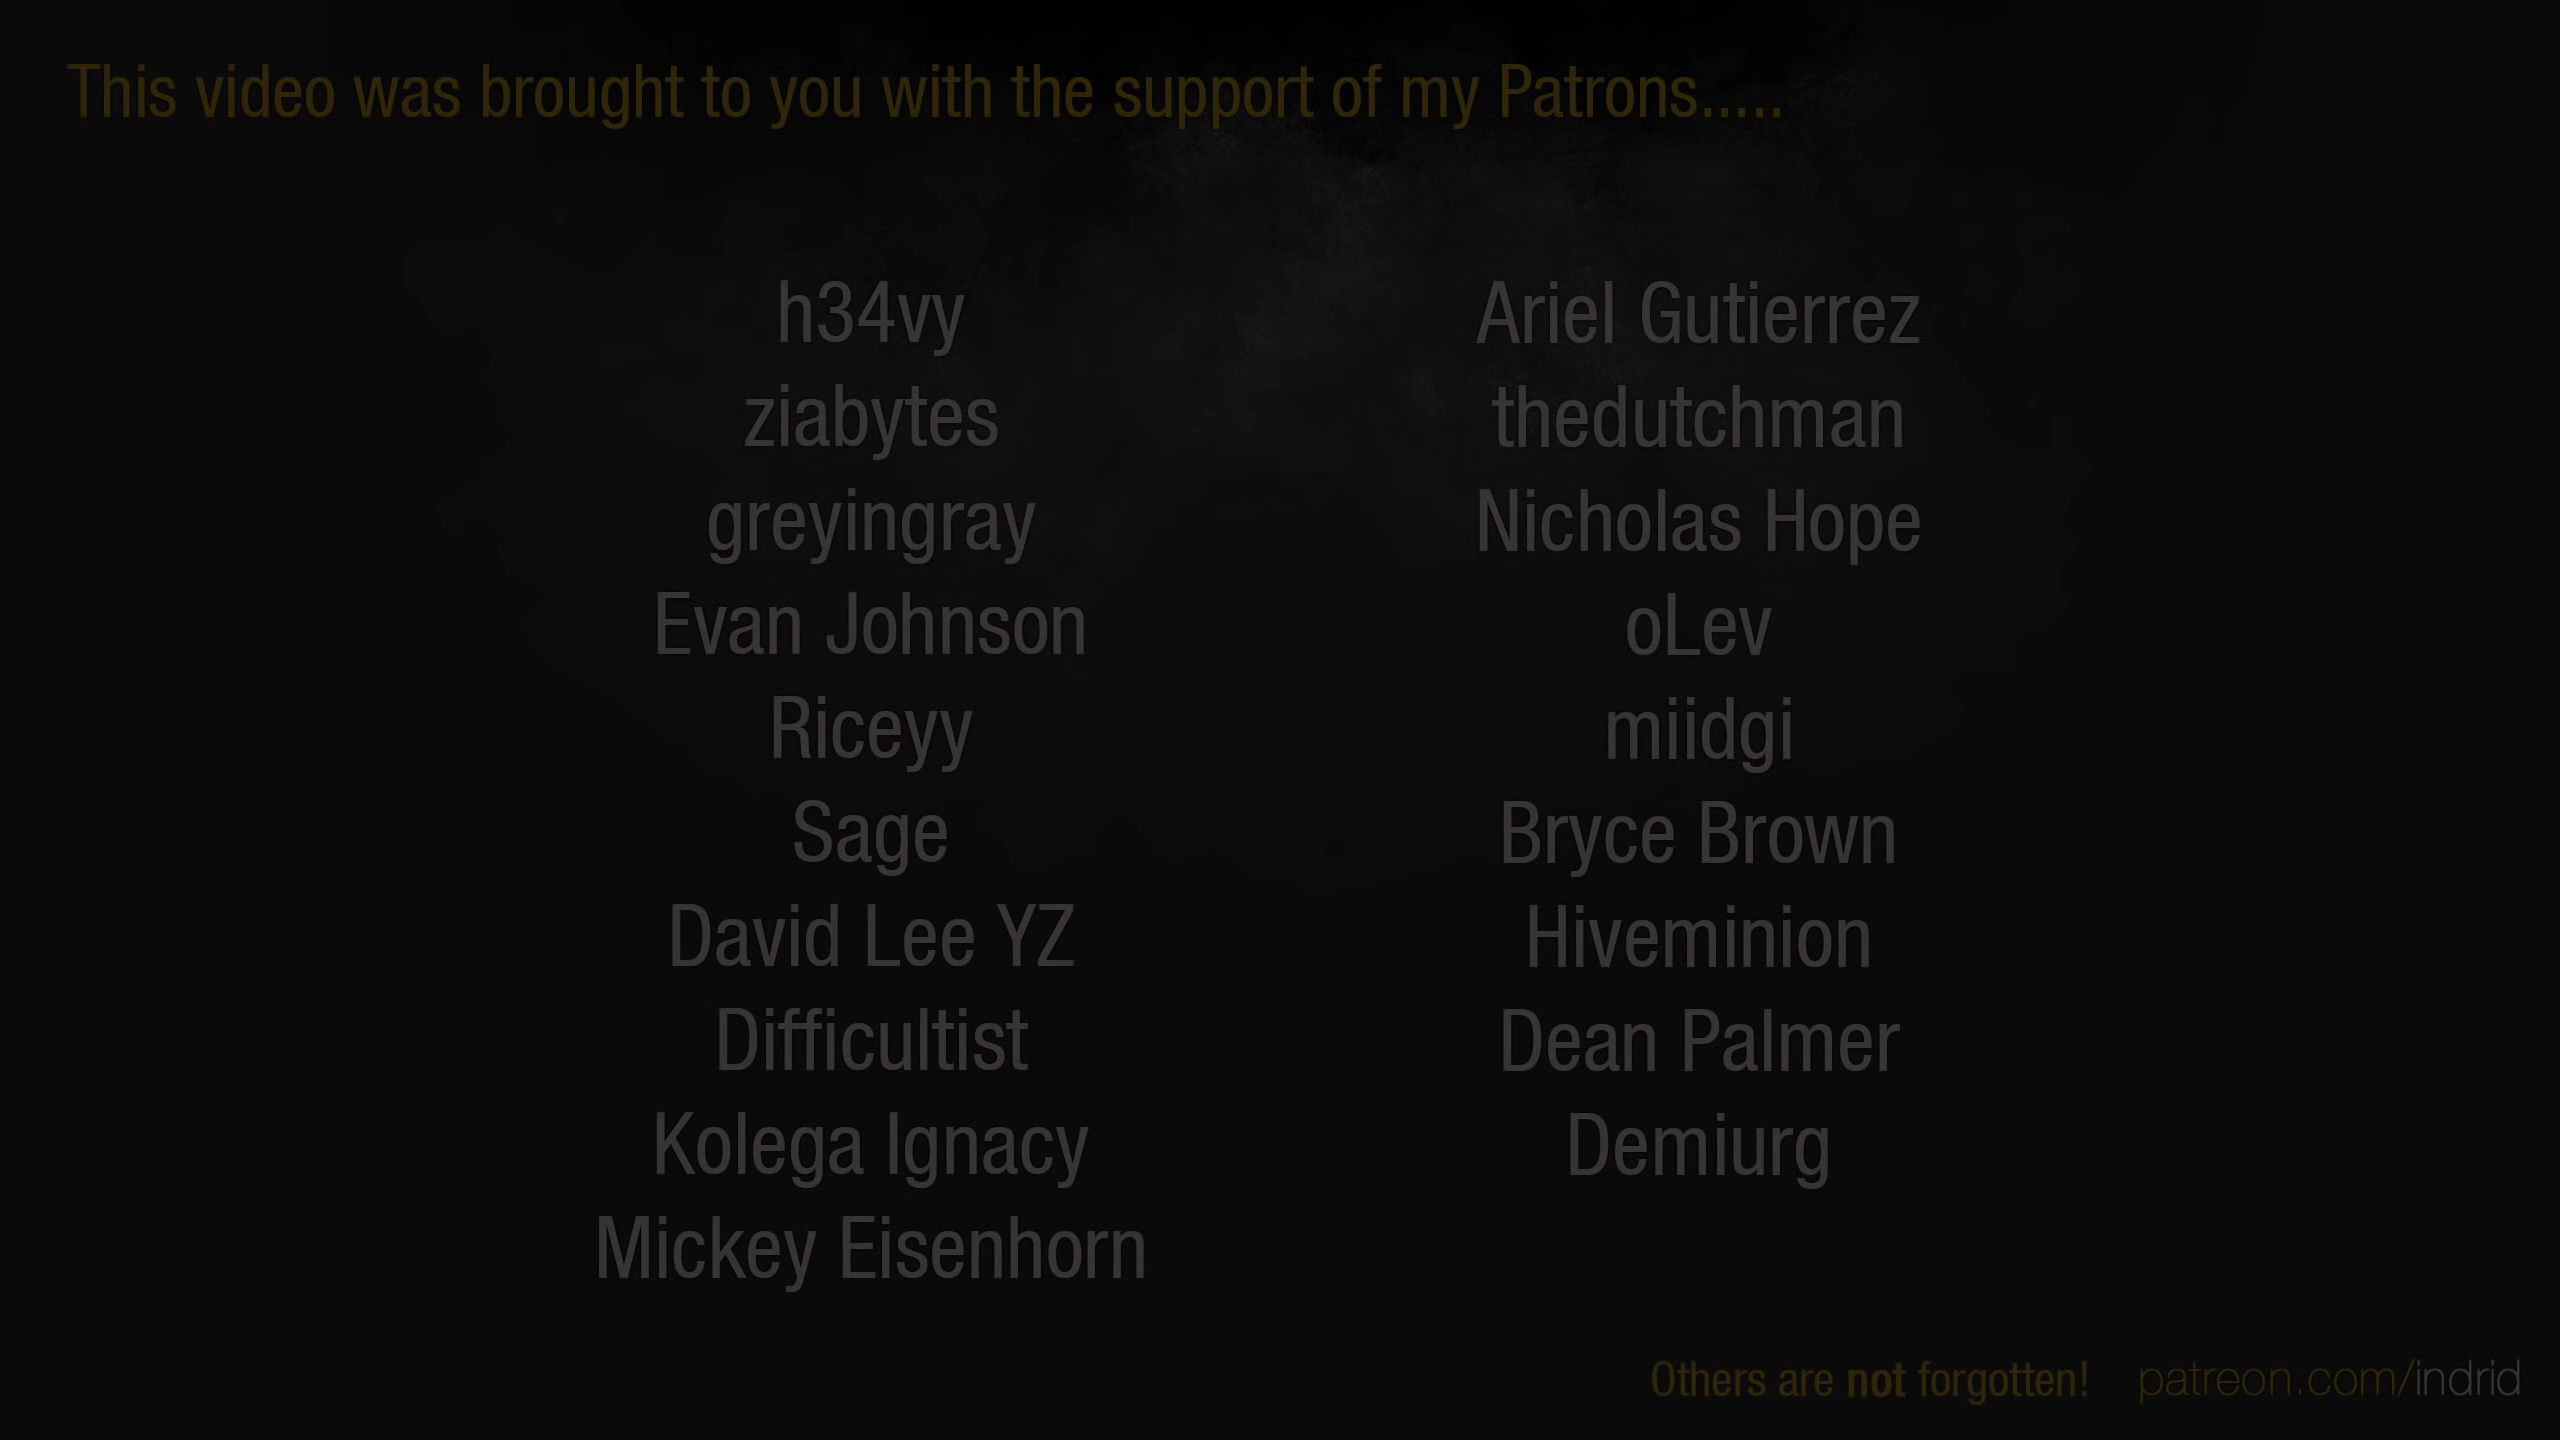 This video was brought to you with the support of my Patrons.....
h34vy
ziabytes
greyingray
Evan Johnson
Riceyy
Sage
David Lee YZ
Difficultist
Kolega Ignacy
Mickey Eisenhorn
Ariel Gutierrez
thedutchman
Nicholas Hope
oLev
miidgi
Bryce Brown
Hiveminion
Dean Palmer
Demiurg
Others are not forgotten! patreon.com/indrid